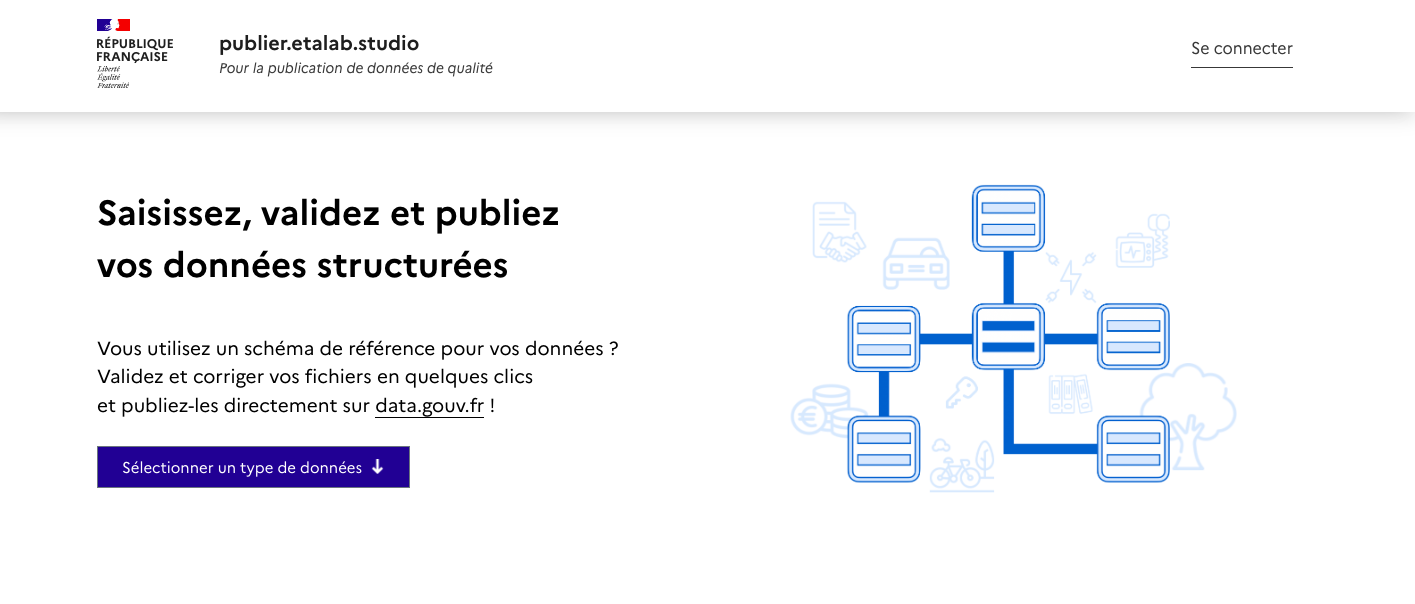 RÉPUBLIQUE
FRANÇAISE
Liberté
Égalité
Fraternité
publier.etalab.studio
Pour la publication de données de qualité
Se connecter
Saisissez, validez et publiez
vos données structurées
Vous utilisez un schéma de référence pour vos données ?
Validez et corriger vos fichiers en quelques clics
et publiez-les directement sur data.gouv.fr !
Sélectionner un type de données ↓